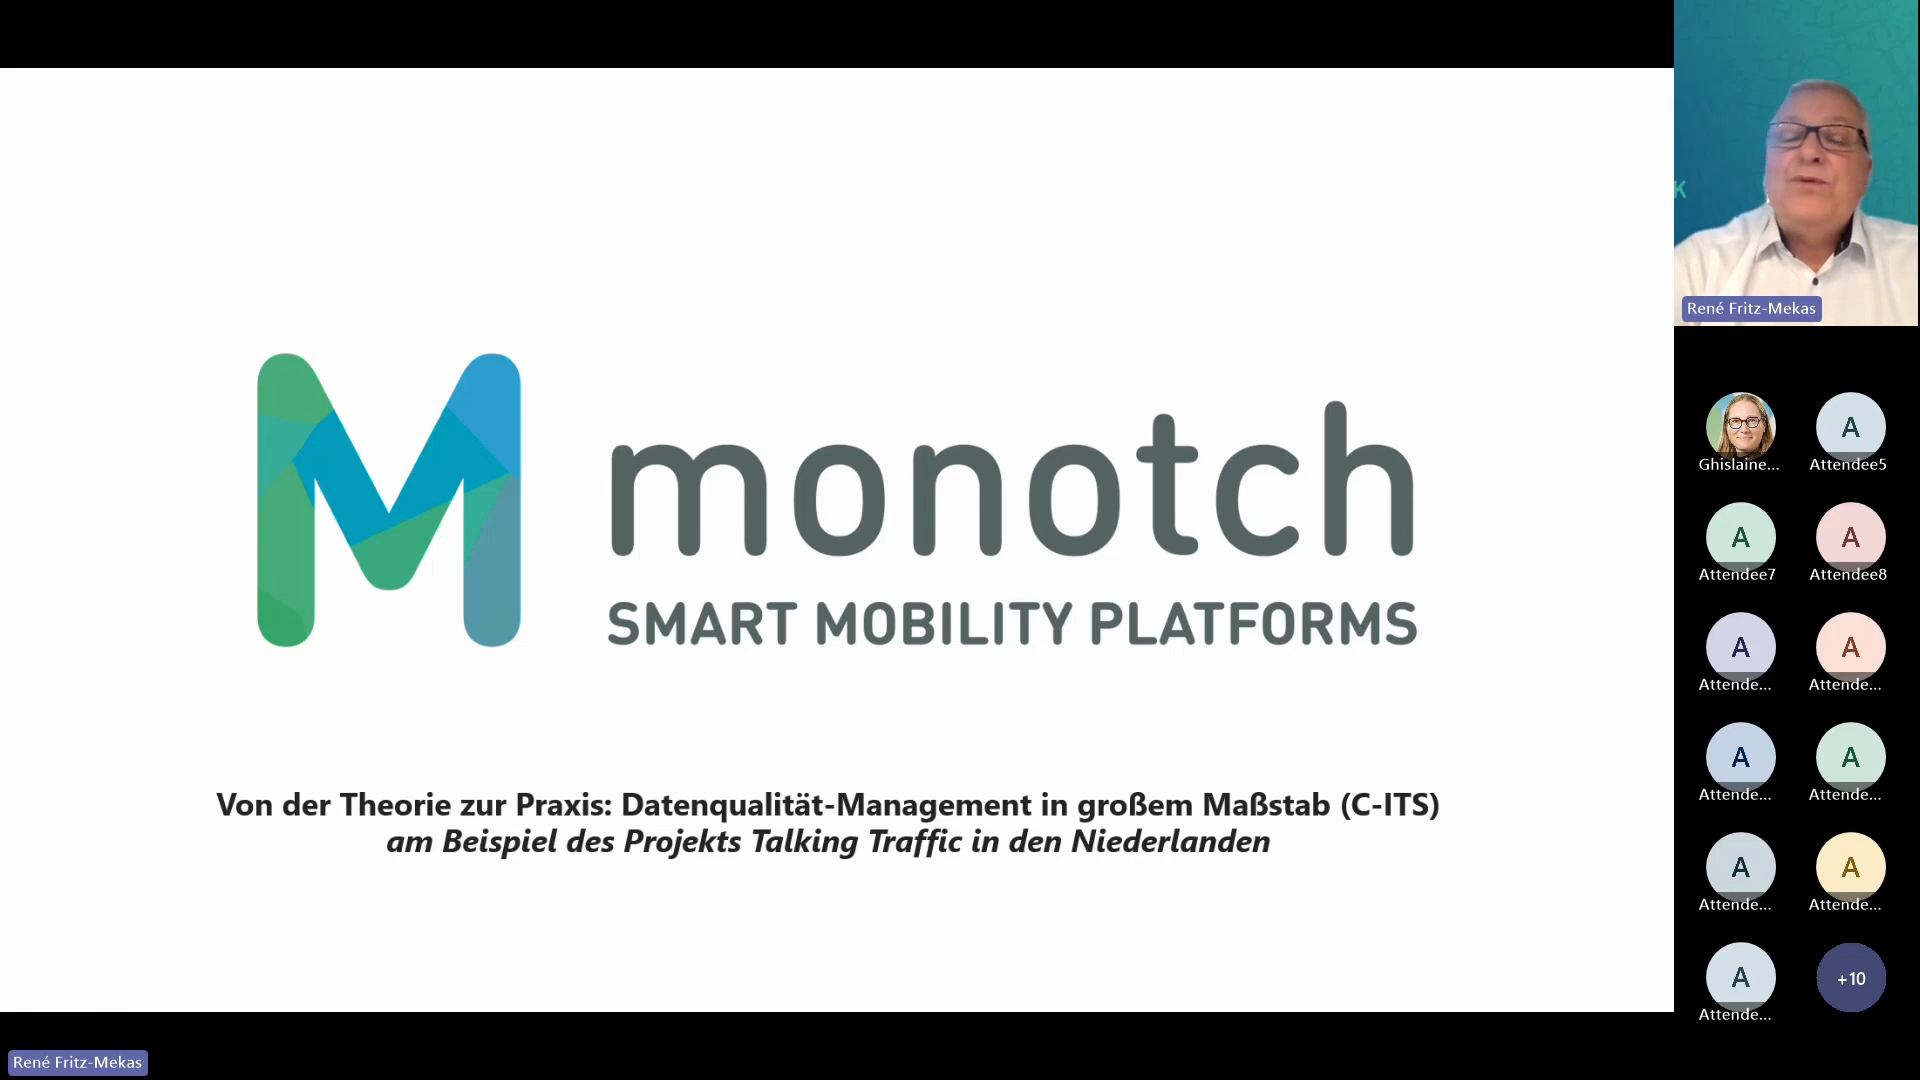 monotch
SMART MOBILITY PLATFORMS
Von der Theorie zur Praxis: Datenqualität-Management in großem Maßstab (C-ITS)
am Beispiel des Projekts Talking Traffic in den Niederlanden
René Fritz-Mekas
K
René Fritz-Mekas
Ghislaine...
A
Attendee5
A
Attendee7
A
Attendee8
A
Attende...
A
Attende...
A
Attende...
A
Attende...
A
Attende...
A
Attende...
A
Attende...
+10